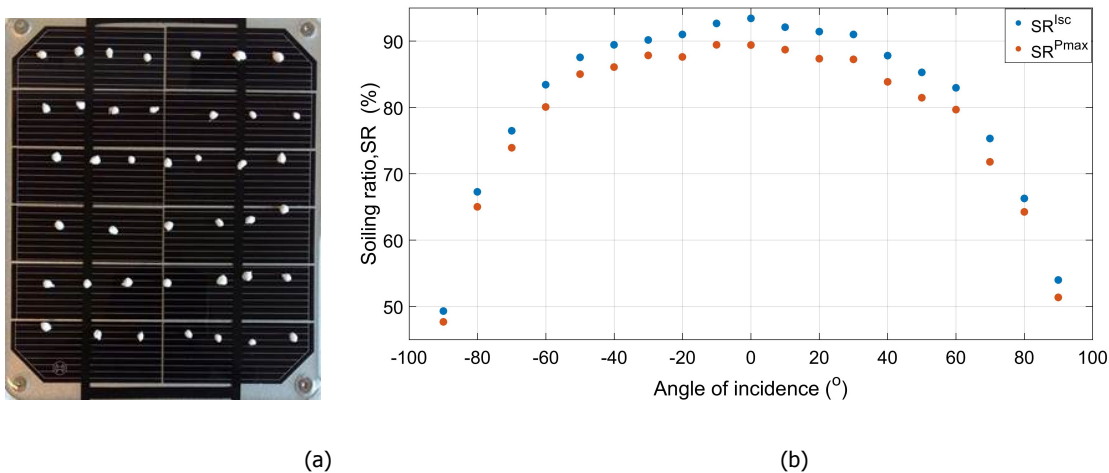 SR^Isc
SR^Pmax
90
80
70
60
50
Soiling ratio,SR (%)
-100 -80 -60 -40 -20 0 20 40 60 80 100
Angle of incidence (°)
(a) (b)